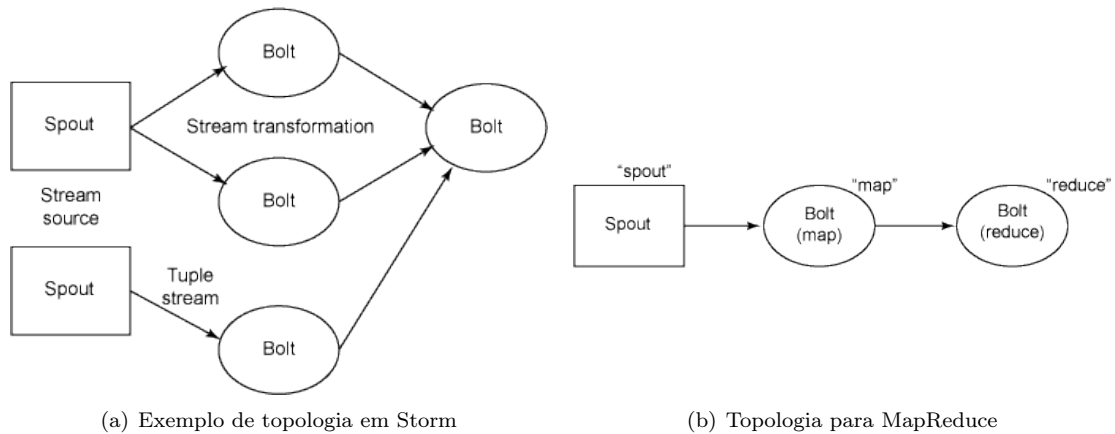 Bolt
Spout
Stream transformation
Bolt
Stream
source
Bolt
Spout
Tuple
stream
Bolt
(a) Exemplo de topologia em Storm
“spout”
Spout
“map”
Bolt
(map)
“reduce”
Bolt
(reduce)
(b) Topologia para MapReduce